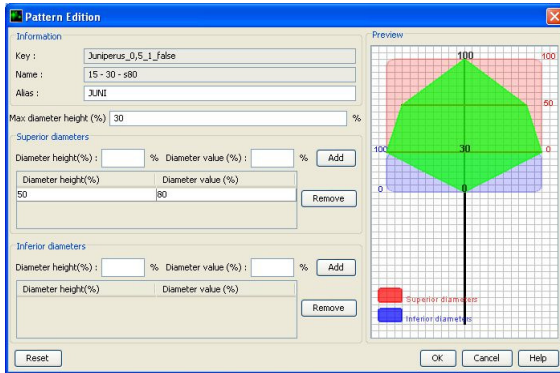 Pattern Edition
Information
Key : Juniperus_0,5_1_false
Name : 15 - 30 - s80
Alias : JUNI
Max diameter height (%) 30 %
Superior diameters
Diameter height(%) : % Diameter value (%) : % Add
Diameter height(%) Diameter value (%)
50 80
Remove
Inferior diameters
Diameter height(%) : % Diameter value (%) : % Add
Diameter height(%) Diameter value (%)
Remove
Preview
100 100
50
100 30 0
0 0
Superior diameters
Inferior diameters
Reset OK Cancel Help